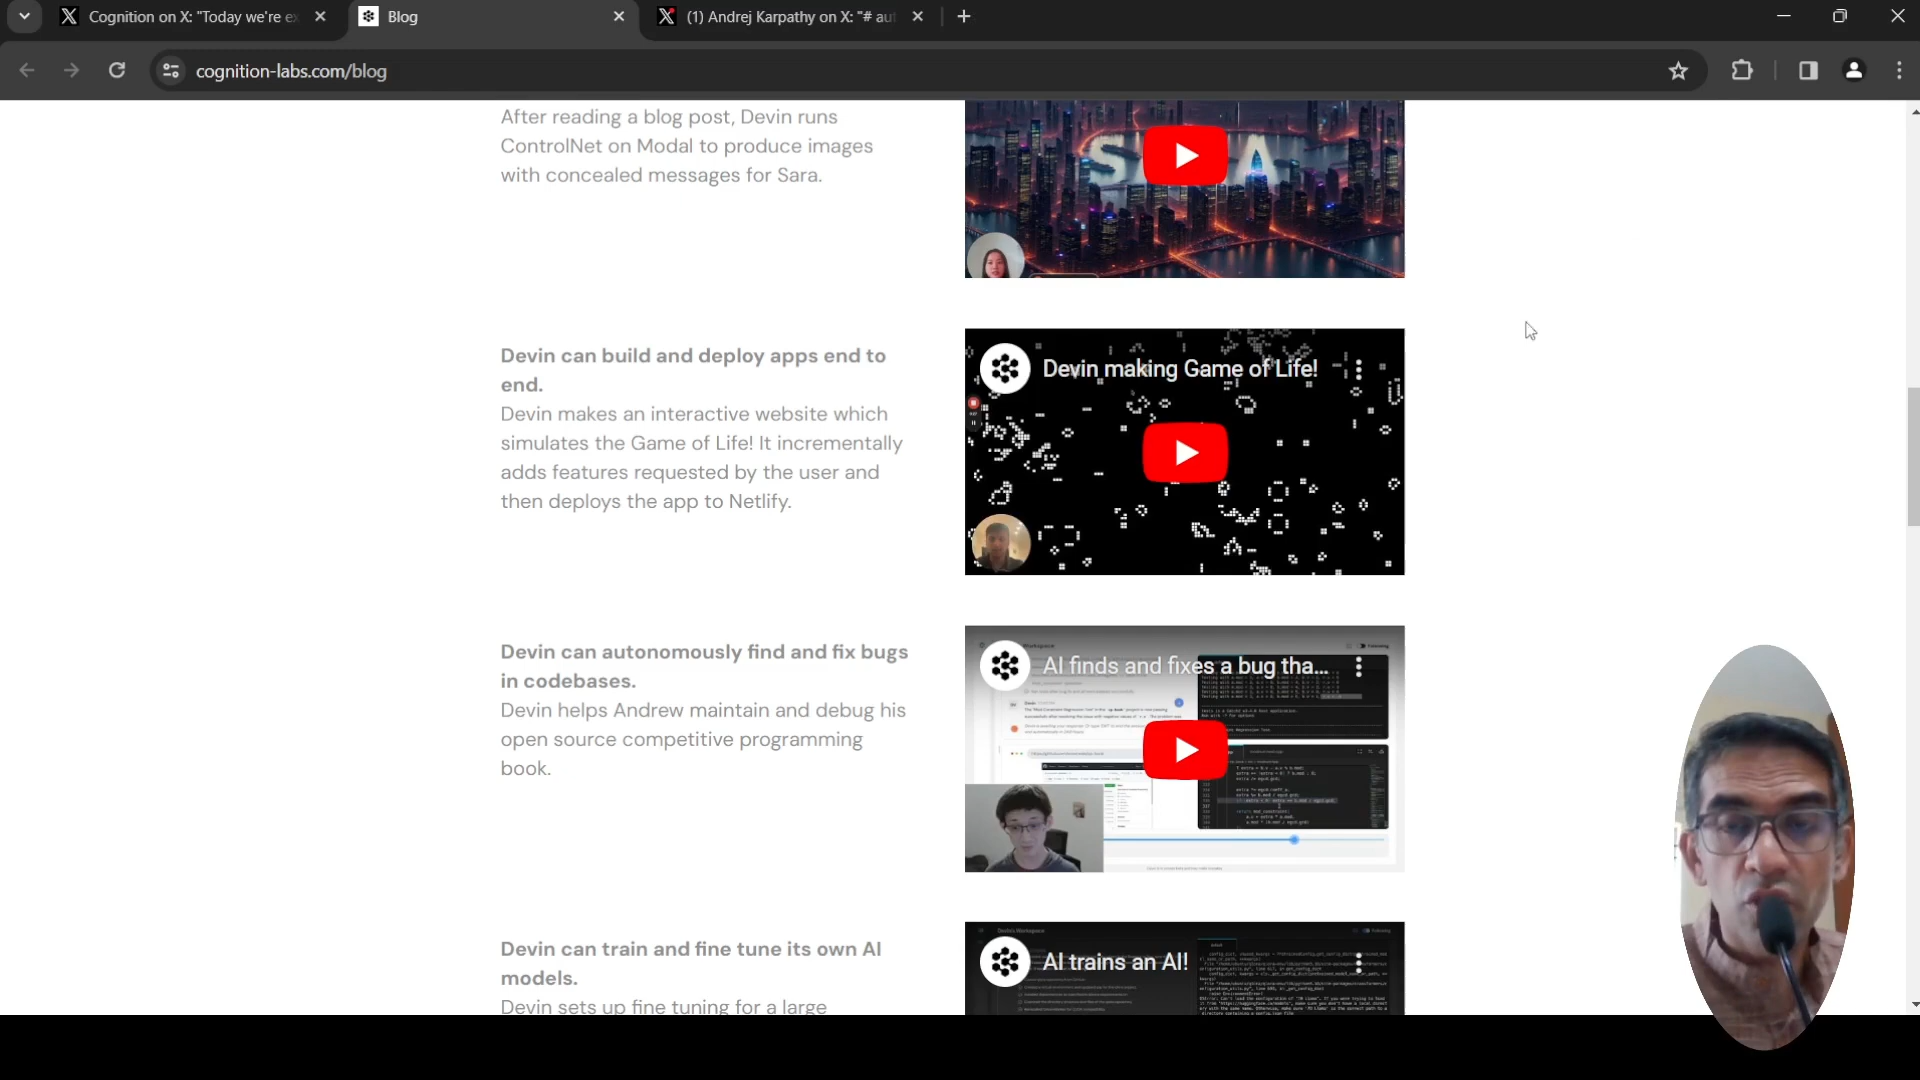 Cognition on X: "Today we're ex
Blog
(1) Andrej Karpathy on X: "# aut
cognition-labs.com/blog
After reading a blog post, Devin runs
ControlNet on Modal to produce images
with concealed messages for Sara.
Devin can build and deploy apps end to
end.
Devin makes an interactive website which
simulates the Game of Life! It incrementally
adds features requested by the user and
then deploys the app to Netlify.
Devin making Game of Life!
Devin can autonomously find and fix bugs
in codebases.
Devin helps Andrew maintain and debug his
open source competitive programming
book.
AI finds and fixes a bug tha...
Devin can train and fine tune its own AI
models.
Devin sets up fine tuning for a large
AI trains an AI!